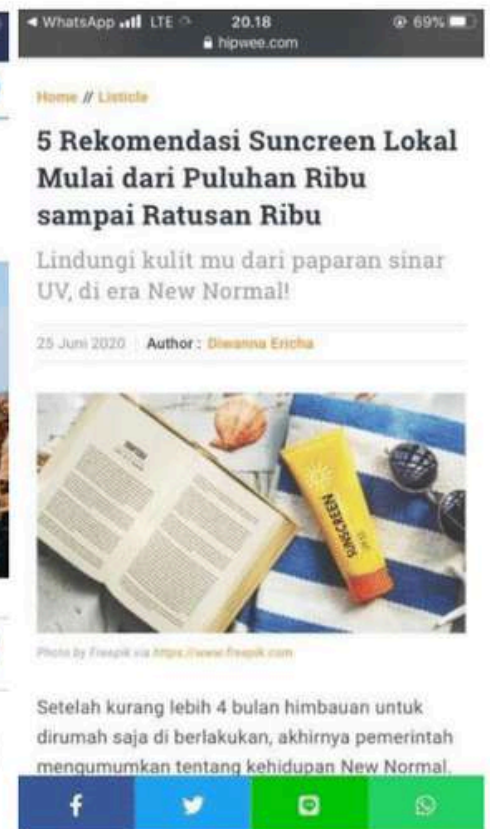 WhatsApp LTE 20.18 69%
hipwee.com
Home // Listicle
5 Rekomendasi Suncreen Lokal
Mulai dari Puluhan Ribu
sampai Ratusan Ribu
Lindungi kulit mu dari paparan sinar
UV, di era New Normal!
25 Juni 2020 Author : Diwanna Ericha
SUNSCREEN
Photo by Freepik via https://www.freepik.com
Setelah kurang lebih 4 bulan himbauan untuk
dirumah saja di berlakukan, akhirnya pemerintah
mengumumkan tentang kehidupan New Normal.